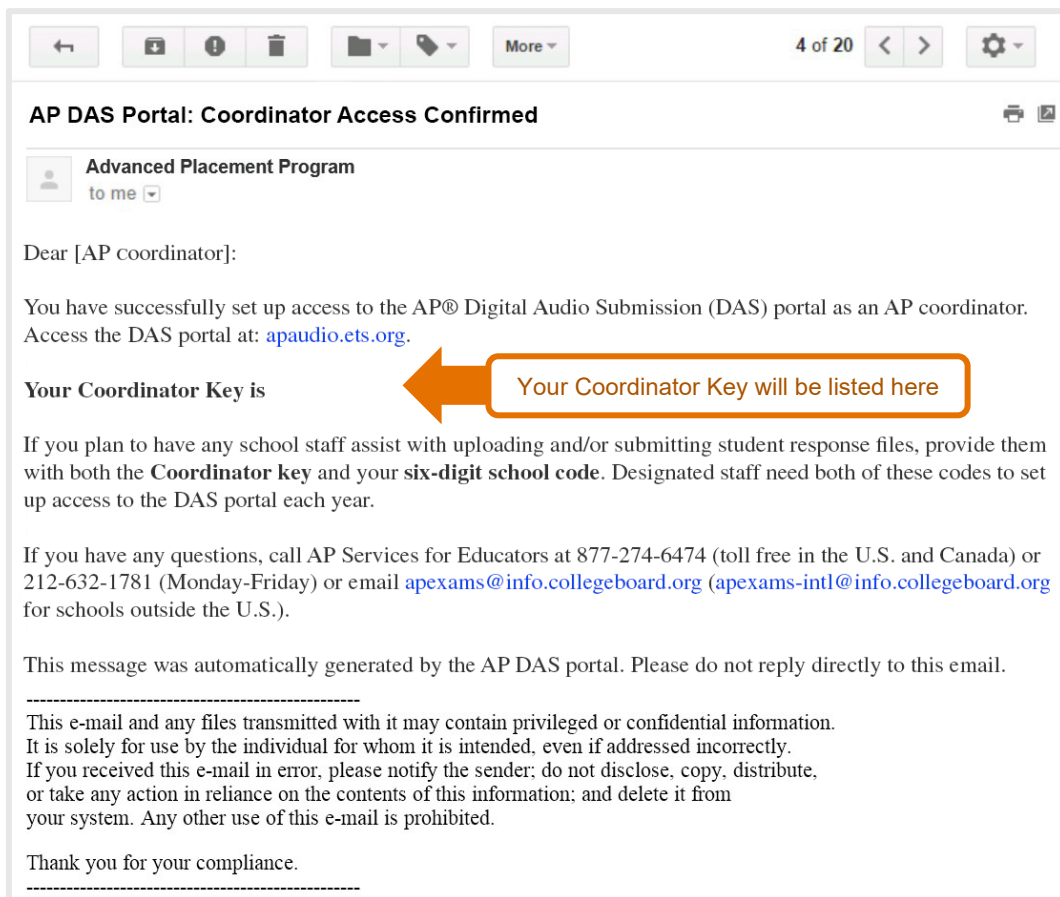 More
4 of 20
AP DAS Portal: Coordinator Access Confirmed
Advanced Placement Program
to me
Dear [AP coordinator]:
You have successfully set up access to the AP® Digital Audio Submission (DAS) portal as an AP coordinator.
Access the DAS portal at: apaudio.ets.org.
Your Coordinator Key is
Your Coordinator Key will be listed here
If you plan to have any school staff assist with uploading and/or submitting student response files, provide them
with both the Coordinator key and your six-digit school code. Designated staff need both of these codes to set
up access to the DAS portal each year.
If you have any questions, call AP Services for Educators at 877-274-6474 (toll free in the U.S. and Canada) or
212-632-1781 (Monday-Friday) or email apexams@info.collegeboard.org (apexams-intl@info.collegeboard.org
for schools outside the U.S.).
This message was automatically generated by the AP DAS portal. Please do not reply directly to this email.
--------------------------------------------------
This e-mail and any files transmitted with it may contain privileged or confidential information.
It is solely for use by the individual for whom it is intended, even if addressed incorrectly.
If you received this e-mail in error, please notify the sender; do not disclose, copy, distribute,
or take any action in reliance on the contents of this information; and delete it from
your system. Any other use of this e-mail is prohibited.
Thank you for your compliance.
--------------------------------------------------